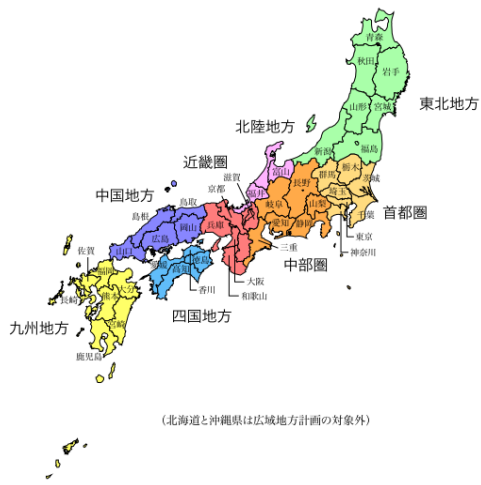 青森
秋田
岩手
東北地方
山形
宮城
北陸地方
新潟
福島
近畿圏
滋賀
富山
群馬
栃木
茨城
京都
長野
中国地方
福井
埼玉
鳥取
岐阜
山梨
千葉
首都圏
島根
岡山
兵庫
愛知
静岡
広島
東京
山口
三重
神奈川
佐賀
愛媛
高知
徳島
中部圏
福岡
大阪
大分
香川
和歌山
長崎
熊本
四国地方
九州地方
宮崎
鹿児島
(北海道と沖縄県は広域地方計画の対象外)